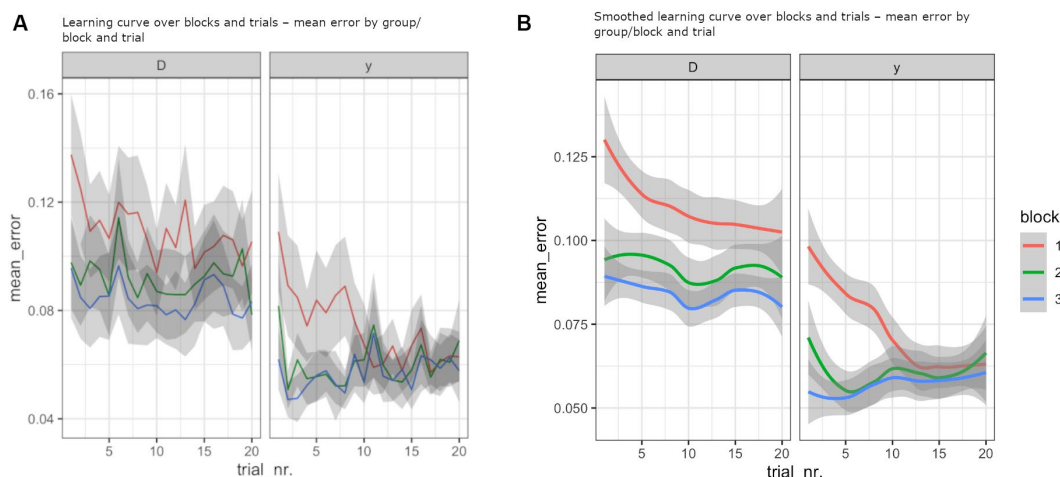 A
Learning curve over blocks and trials – mean error by group/
block and trial
D
y
0.16
0.12
0.08
0.04
mean_error
5
10
15
20
5
10
15
20
trial nr.
B
Smoothed learning curve over blocks and trials – mean error by
group/block and trial
D
y
0.125
0.100
0.075
0.050
mean_error
5
10
15
20
5
10
15
20
trial nr.
block
1
2
3